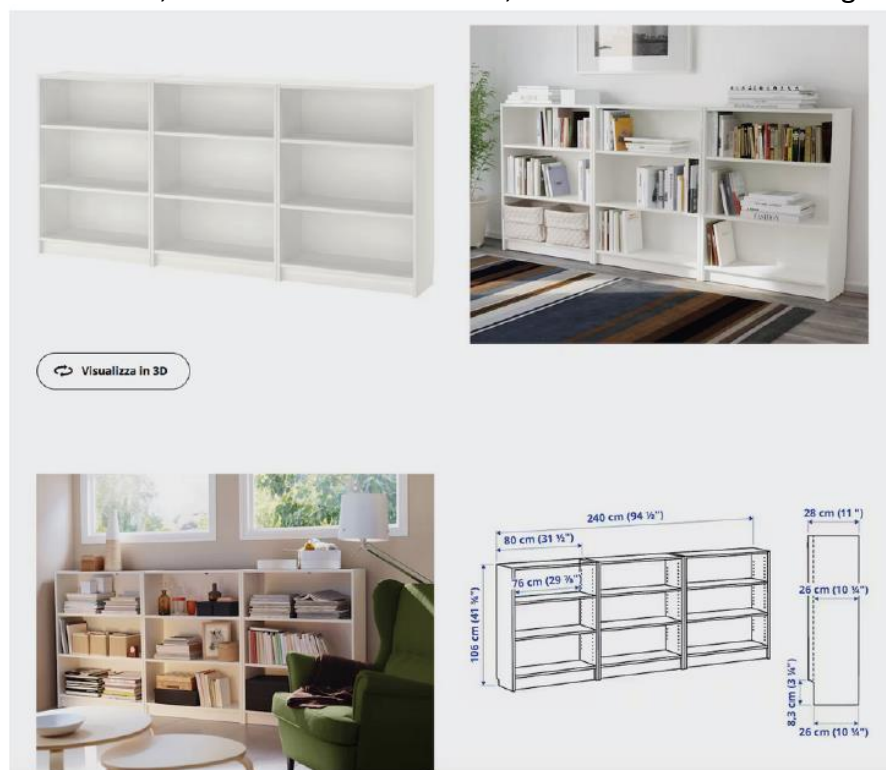 Visualizza in 3D
240 cm (94 ½")
28 cm (11 ")
80 cm (31 ½")
76 cm (29 ⅞")
26 cm (10 ¼")
106 cm (41 ¾")
8,3 cm (3 ¼")
26 cm (10 ¼")